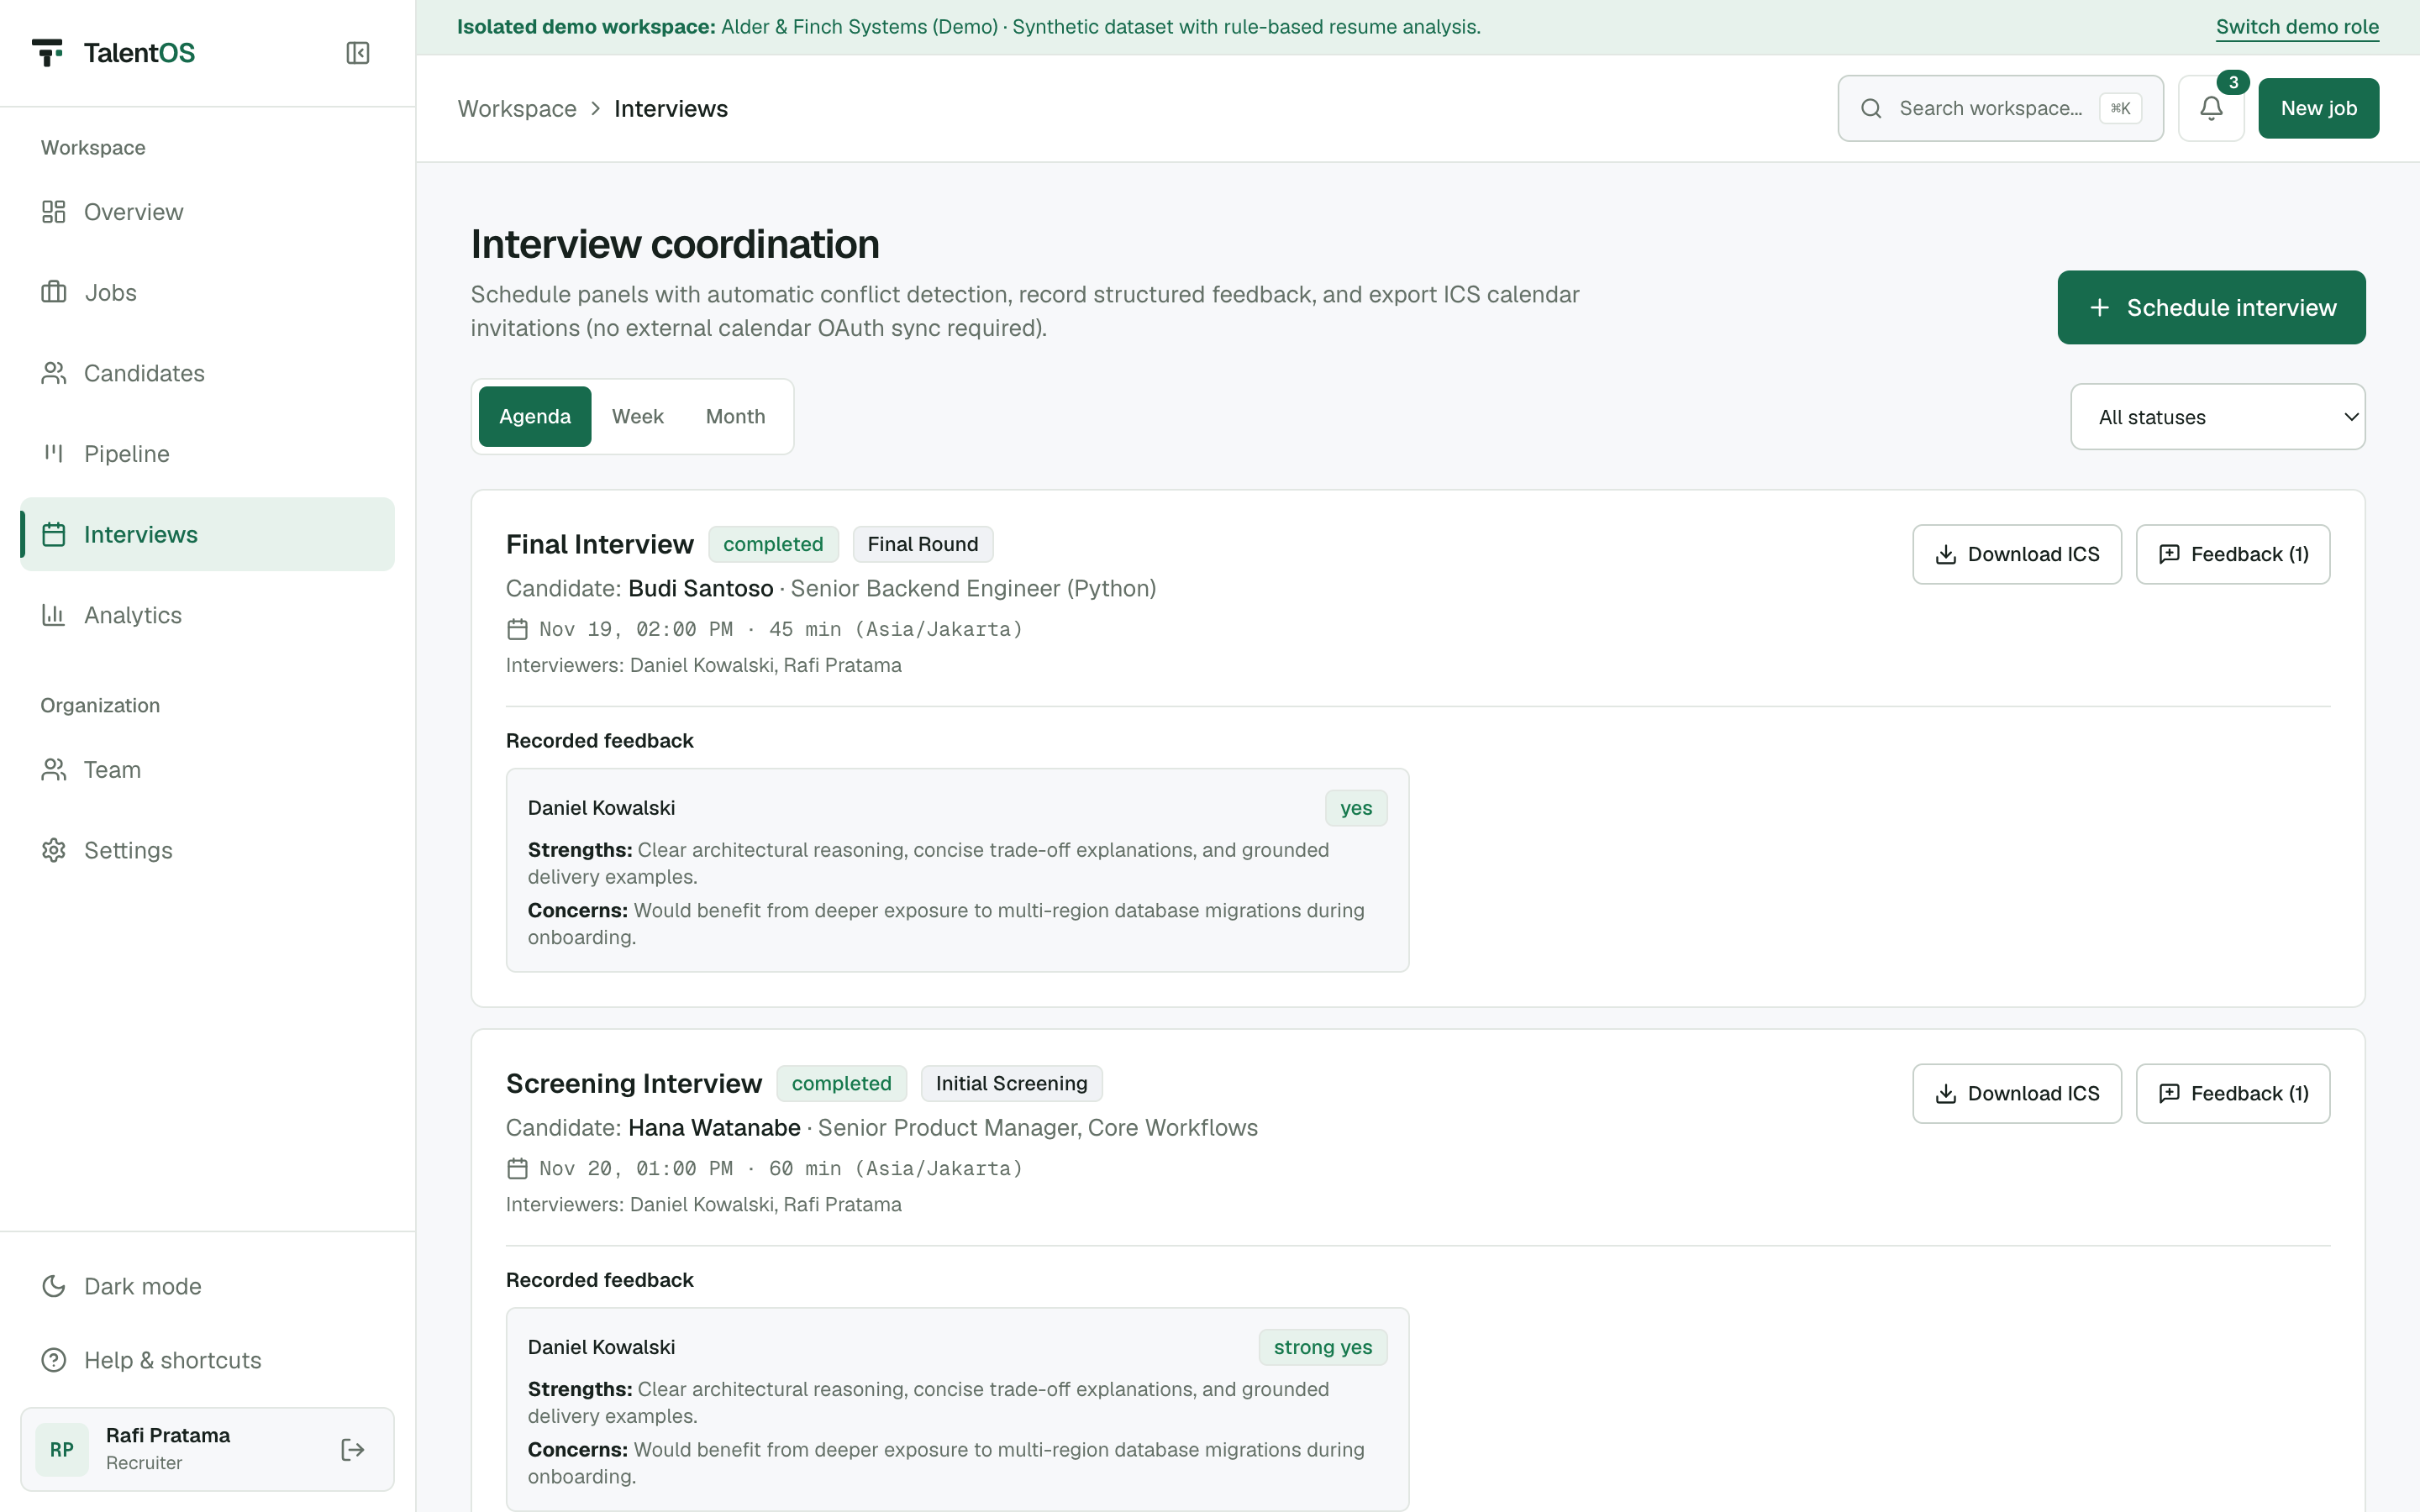 TalentOS
Workspace
Overview
Jobs
Candidates
Pipeline
Interviews
Analytics
Organization
Team
Settings
Dark mode
Help & shortcuts
RP
Rafi Pratama
Recruiter
Isolated demo workspace: Alder & Finch Systems (Demo) · Synthetic dataset with rule-based resume analysis.
Switch demo role
Workspace > Interviews
Search workspace... ⌘K
3
New job
Interview coordination
Schedule panels with automatic conflict detection, record structured feedback, and export ICS calendar
invitations (no external calendar OAuth sync required).
+ Schedule interview
Agenda Week Month
All statuses
Final Interview completed Final Round
Download ICS Feedback (1)
Candidate: Budi Santoso · Senior Backend Engineer (Python)
Nov 19, 02:00 PM · 45 min (Asia/Jakarta)
Interviewers: Daniel Kowalski, Rafi Pratama
Recorded feedback
Daniel Kowalski yes
Strengths: Clear architectural reasoning, concise trade-off explanations, and grounded
delivery examples.
Concerns: Would benefit from deeper exposure to multi-region database migrations during
onboarding.
Screening Interview completed Initial Screening
Download ICS Feedback (1)
Candidate: Hana Watanabe · Senior Product Manager, Core Workflows
Nov 20, 01:00 PM · 60 min (Asia/Jakarta)
Interviewers: Daniel Kowalski, Rafi Pratama
Recorded feedback
Daniel Kowalski strong yes
Strengths: Clear architectural reasoning, concise trade-off explanations, and grounded
delivery examples.
Concerns: Would benefit from deeper exposure to multi-region database migrations during
onboarding.